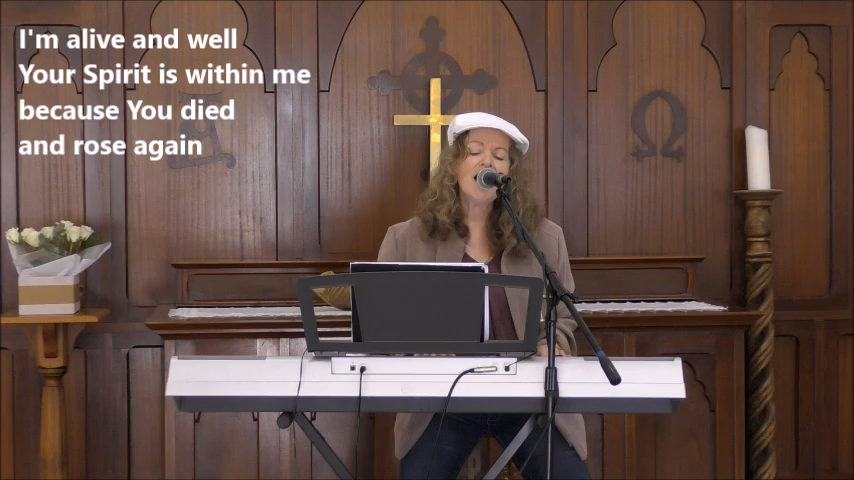 I'm alive and well
Your Spirit is within me
because You died
and rose again
Ω